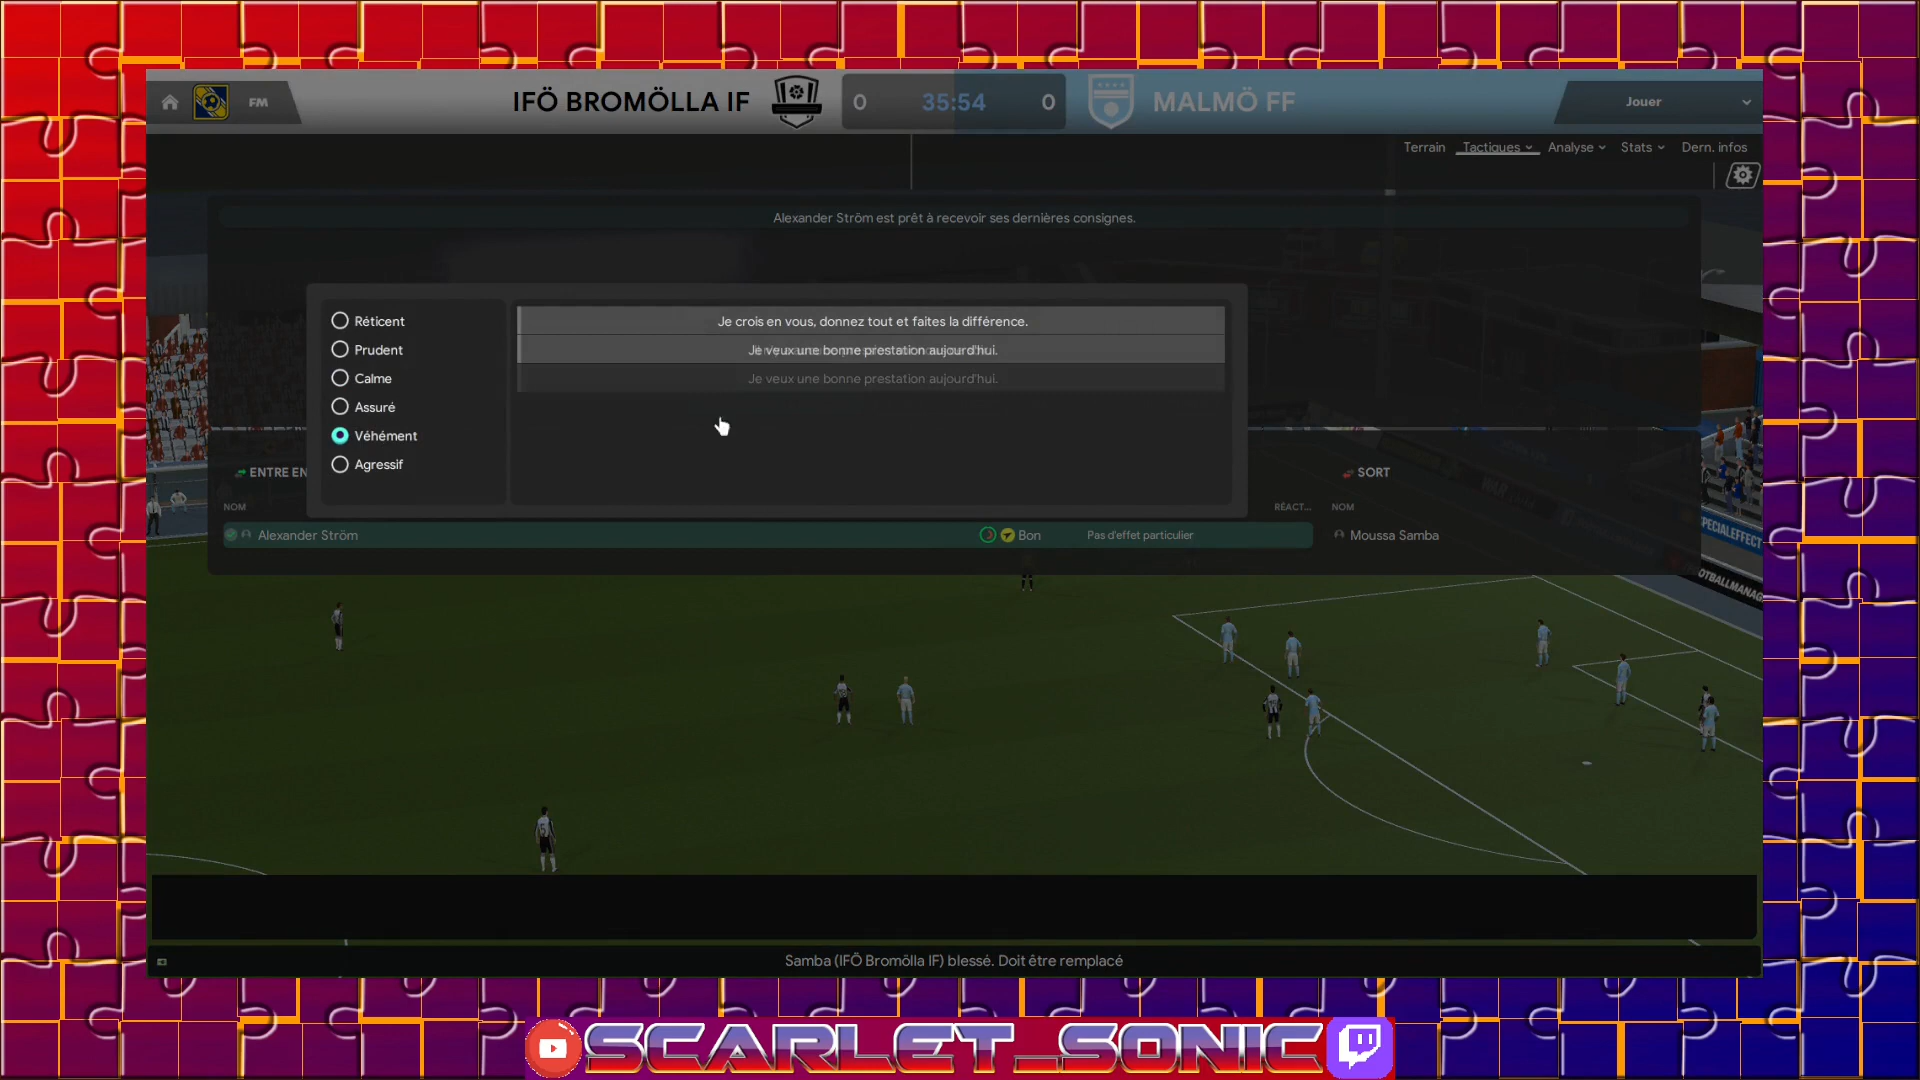 FM
IFÖ BROMÖLLA IF
0
35:54
0
MALMÖ FF
Jouer
Terrain
Tactiques
Analyse
Stats
Dern. infos
Alexander Ström est prêt à recevoir ses dernières consignes.
Réticent
Prudent
Calme
Assuré
Véhément
Agressif
Je crois en vous, donnez tout et faites la différence.
Je veux une bonne prestation aujourd'hui.
Je veux une bonne prestation aujourd'hui.
ENTRE EN
SORT
NOM
RÉACT...
NOM
Alexander Ström
Bon
Pas d'effet particulier
Moussa Samba
SPECIALEFFECT
OTBALLMANAG
Samba (IFÖ Bromölla IF) blessé. Doit être remplacé
SCARLET_SONIC